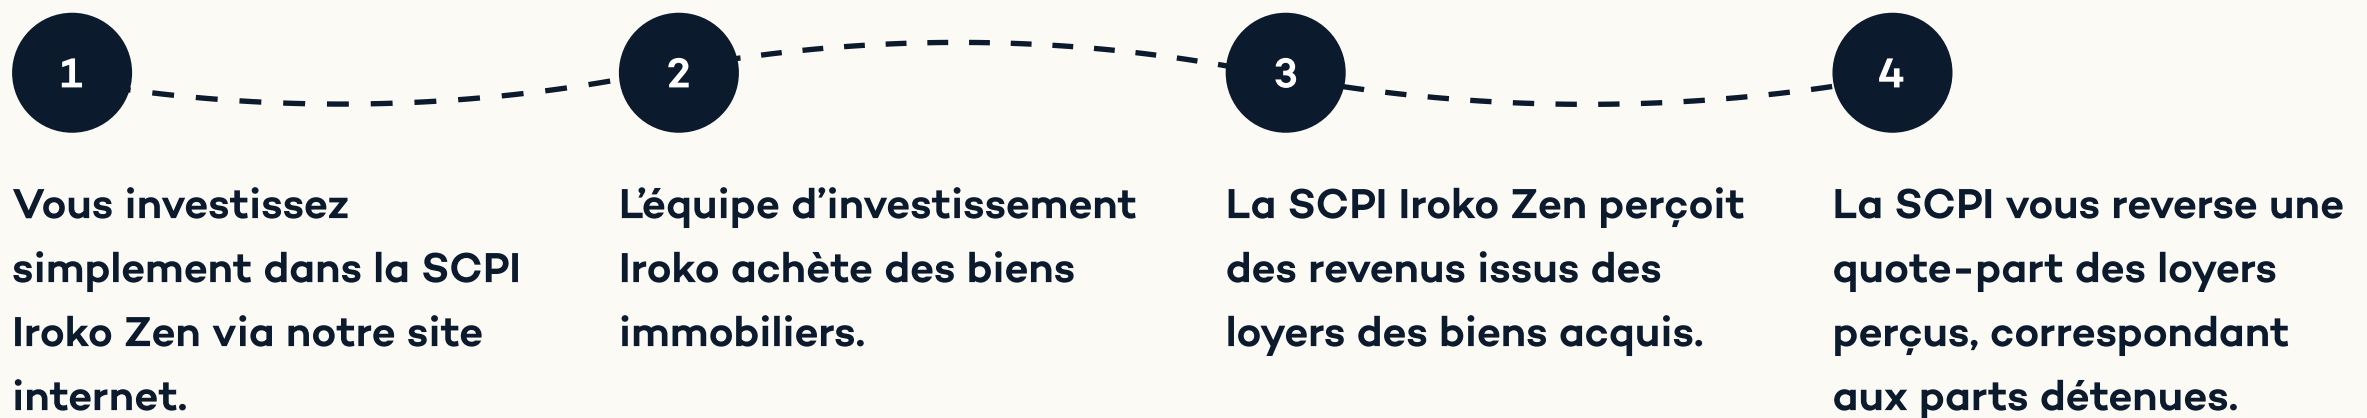 1
Vous investissez
simplement dans la SCPI
Iroko Zen via notre site
internet.
2
L’équipe d’investissement
Iroko achète des biens
immobiliers.
3
La SCPI Iroko Zen perçoit
des revenus issus des
loyers des biens acquis.
4
La SCPI vous reverse une
quote-part des loyers
perçus, correspondant
aux parts détenues.